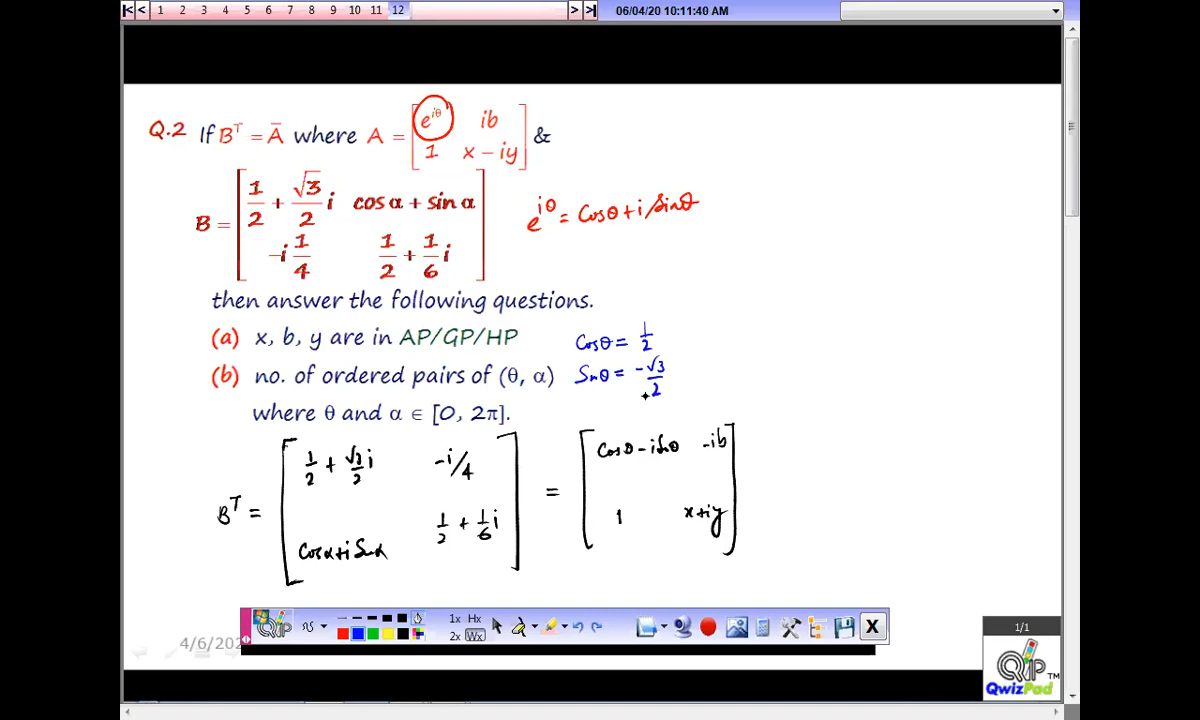 1 2 3 4 5 6 7 8 9 10 11 12 06/04/20 10:11:40 AM
Q.2 If Bᵀ = Ā where A = [ e^{iθ} ib
1 x − iy ] &
B = [ 1/2 + √3/2 i cosα + sin α
−i 1/4 1/2 + 1/6 i ]
e^{iθ} = Cosθ + i Sinθ
then answer the following questions.
(a) x, b, y are in AP/GP/HP
Cosθ = 1/2
(b) no. of ordered pairs of (θ, α)
Sinθ = −√3/2
where θ and α ∈ [0, 2π].
Bᵀ = [ 1/2 + √3/2 i −i/4
Cosα + i Sinα 1/2 + 1/6 i ]
= [ Cosθ − i Sinθ −ib
1 x + iy ]
1x Hx
2x Wx
X
4/6/202
1/1
QIP™
QwizPad